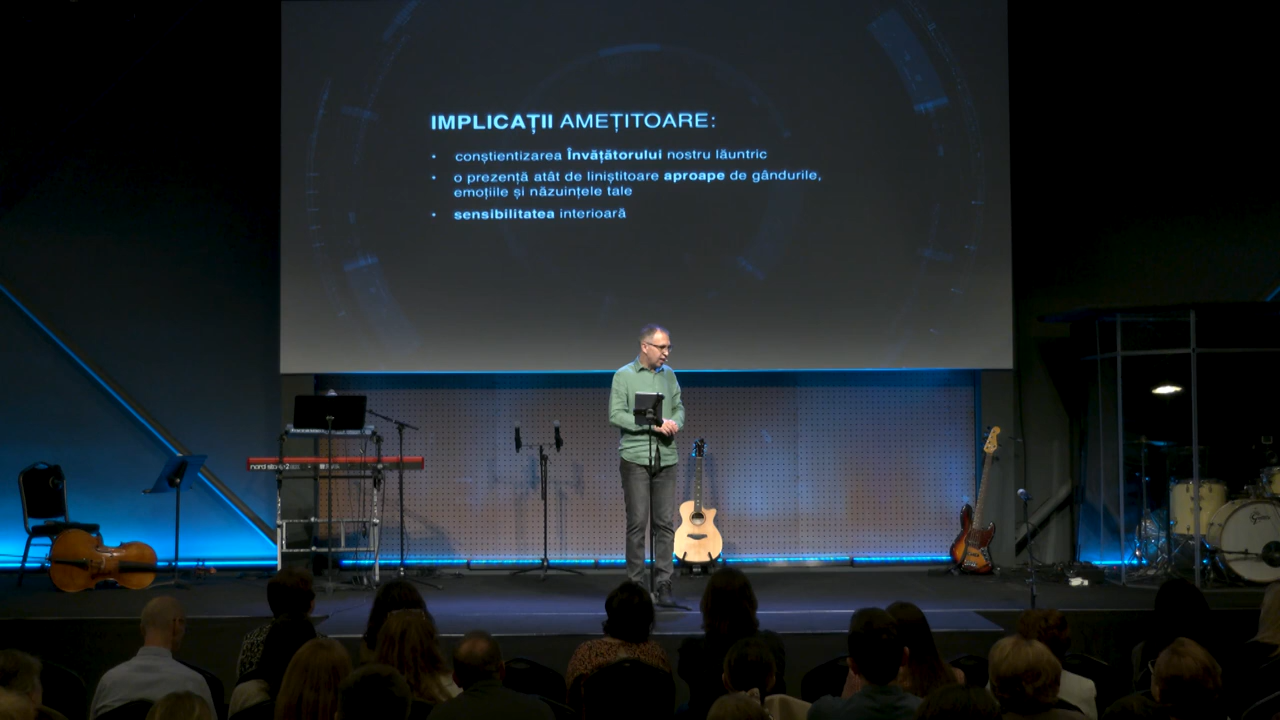 IMPLICAȚII AMEȚITOARE:
• conștientizarea Învățătorului nostru lăuntric
• o prezență atât de liniștitoare aproape de gândurile,
emoțiile și năzuințele tale
• sensibilitatea interioară
nord